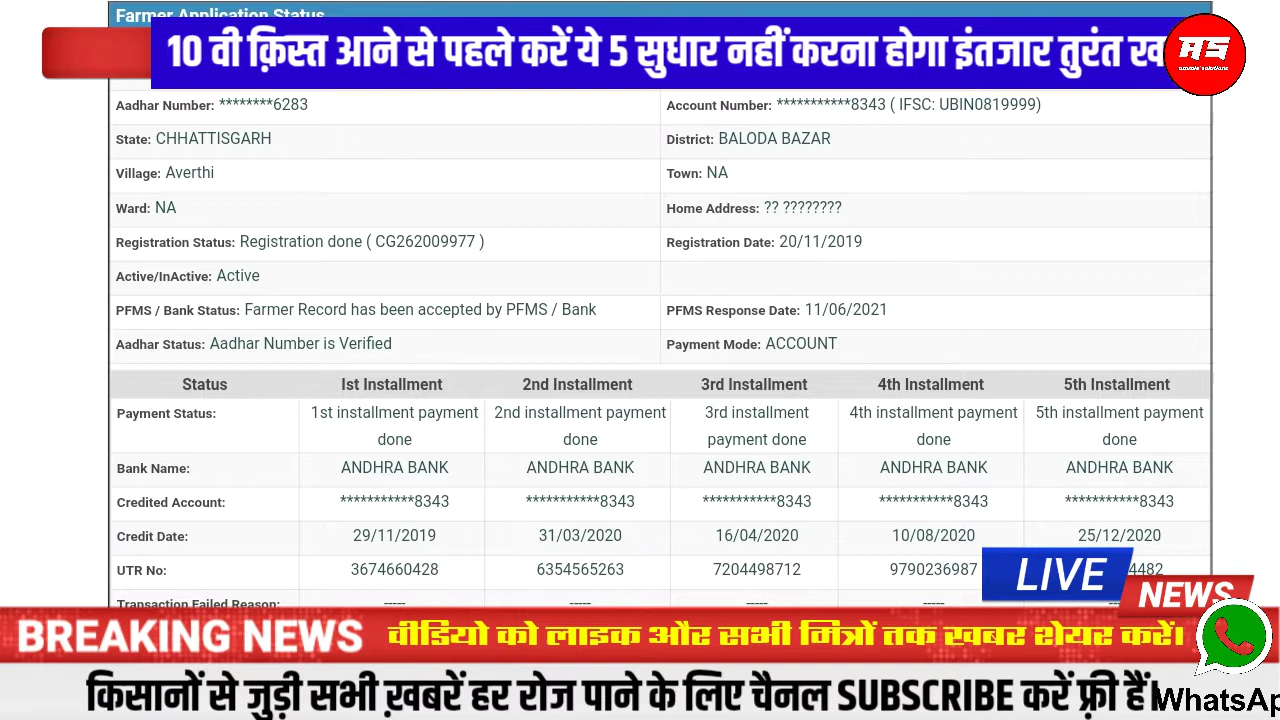 Farmer Application Status
10 वी क़िस्त आने से पहले करें ये 5 सुधार नहीं करना होगा इंतजार तुरंत
Aadhar Number: ********6283
Account Number: ***********8343 ( IFSC: UBIN0819999)
State: CHHATTISGARH
District: BALODA BAZAR
Village: Averthi
Town: NA
Ward: NA
Home Address: ?? ????????
Registration Status: Registration done ( CG262009977 )
Registration Date: 20/11/2019
Active/InActive: Active
PFMS / Bank Status: Farmer Record has been accepted by PFMS / Bank
PFMS Response Date: 11/06/2021
Aadhar Status: Aadhar Number is Verified
Payment Mode: ACCOUNT
Status Ist Installment 2nd Installment 3rd Installment 4th Installment 5th Installment
Payment Status: 1st installment payment done 2nd installment payment done 3rd installment payment done 4th installment payment done 5th installment payment done
Bank Name: ANDHRA BANK ANDHRA BANK ANDHRA BANK ANDHRA BANK ANDHRA BANK
Credited Account: ***********8343 ***********8343 ***********8343 ***********8343 ***********8343
Credit Date: 29/11/2019 31/03/2020 16/04/2020 10/08/2020 25/12/2020
UTR No: 3674660428 6354565263 7204498712 9790236987 4482
Transaction Failed Reason: ----- ----- ----- -----
LIVE
NEWS
BREAKING NEWS वीडियो को लाइक और सभी मित्रों तक ख़बर शेयर करें।
किसानों से जुड़ी सभी ख़बरें हर रोज पाने के लिए चैनल SUBSCRIBE करें फ्री हैं।
WhatsAp